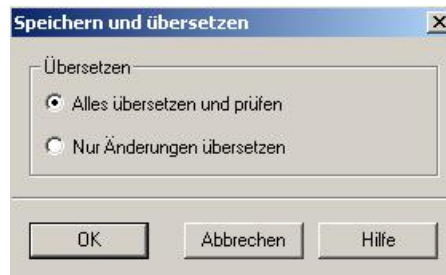 Speichern und übersetzen
Übersetzen
Alles übersetzen und prüfen
Nur Änderungen übersetzen
OK Abbrechen Hilfe